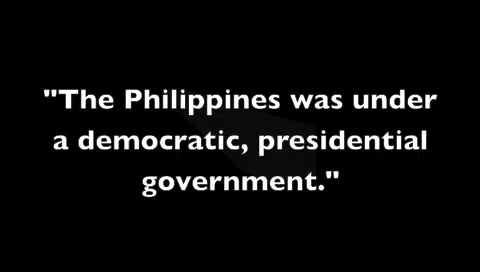 "The Philippines was under
a democratic, presidential
government."